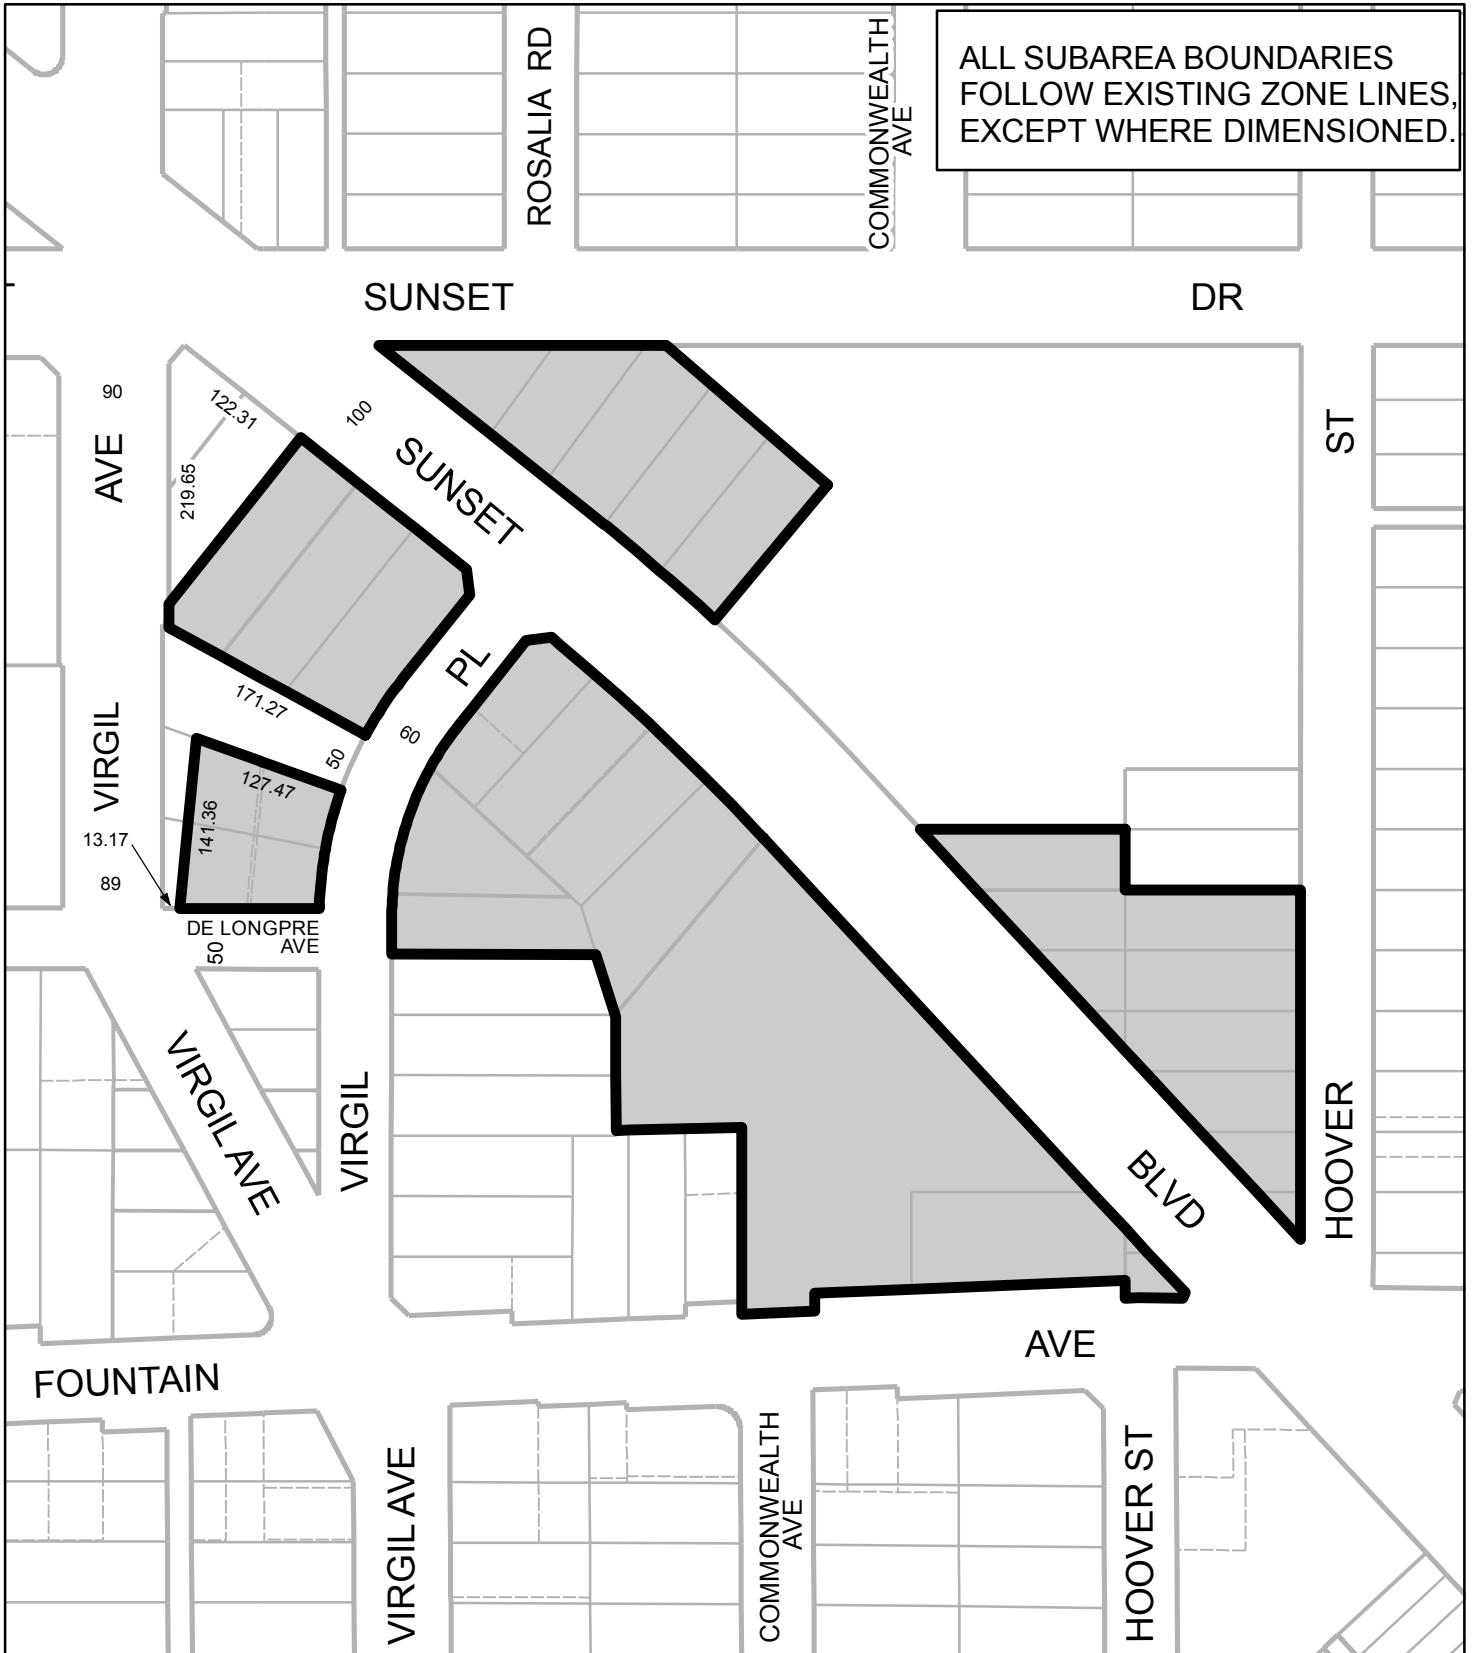 ROSALIA RD
COMMONWEALTH
AVE
ALL SUBAREA BOUNDARIES
FOLLOW EXISTING ZONE LINES,
EXCEPT WHERE DIMENSIONED.
SUNSET
DR
90
122.31
100
AVE
ST
219.65
SUNSET
PL
171.27
60
50
VIRGIL
127.47
141.36
13.17
89
DE LONGPRE
AVE
50
VIRGIL AVE
VIRGIL
BLVD
HOOVER
AVE
FOUNTAIN
VIRGIL AVE
COMMONWEALTH
AVE
HOOVER ST